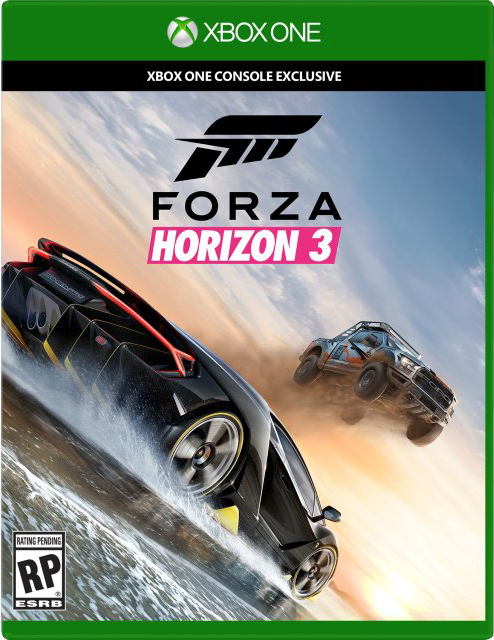 XBOX ONE
XBOX ONE CONSOLE EXCLUSIVE
FORZA
HORIZON 3
RATING PENDING
RP
ESRB